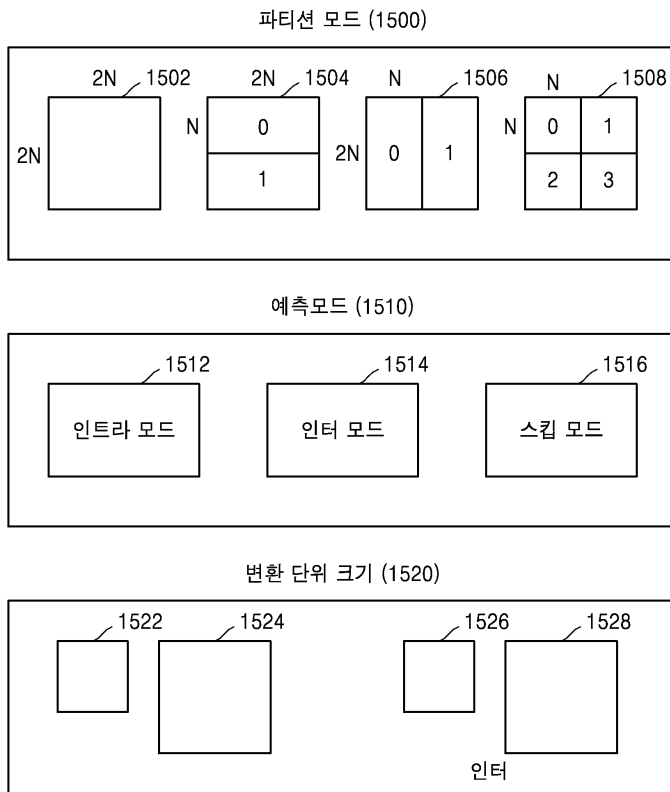 파티션 모드 (1500)
2N 1502 2N 1504 N 1506 N 1508
N 0 N 0 1
2N 2N 0 1
1 2 3
예측모드 (1510)
1512 1514 1516
인트라 모드 인터 모드 스킵 모드
변환 단위 크기 (1520)
1522 1524 1526 1528
인터